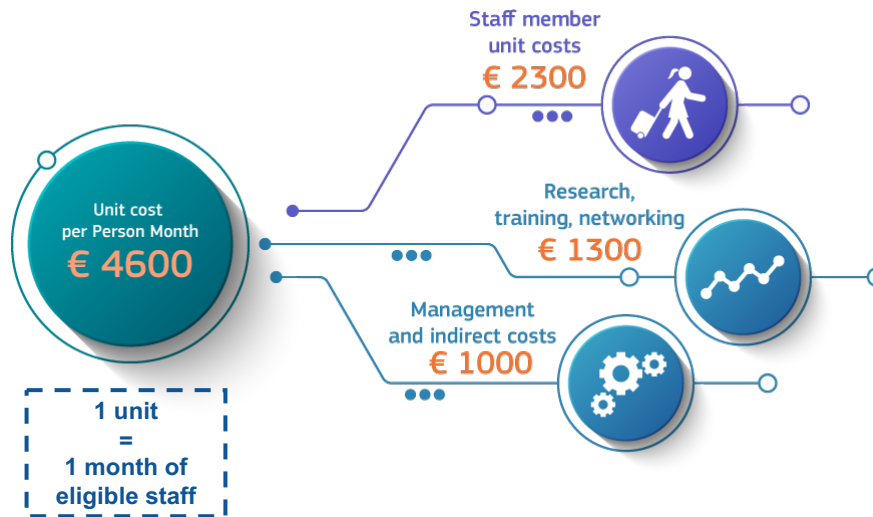 Staff member
unit costs
€ 2300
Unit cost
per Person Month
€ 4600
Research,
training, networking
€ 1300
Management
and indirect costs
€ 1000
1 unit
=
1 month of
eligible staff